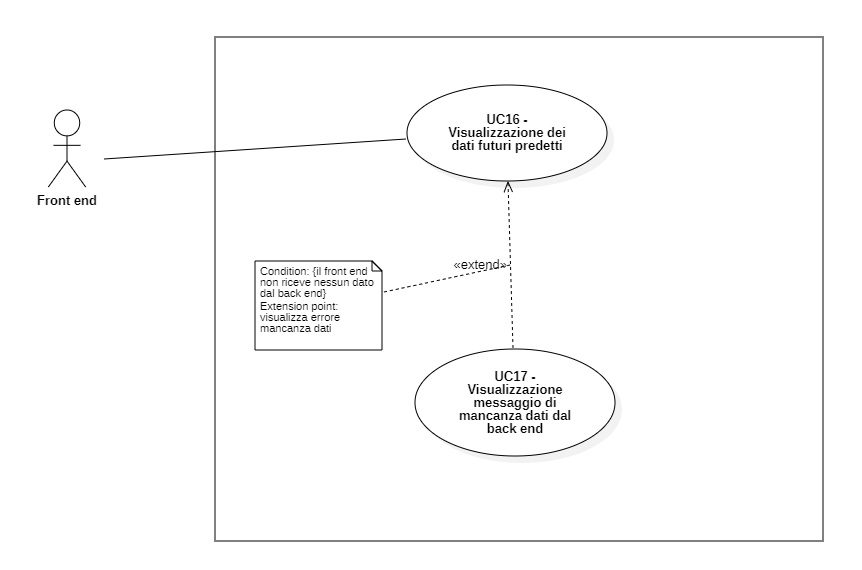 UC16 -
Visualizzazione dei
dati futuri predetti
Front end
«extend»
Condition: {il front end
non riceve nessun dato
dal back end}
Extension point:
visualizza errore
mancanza dati
UC17 -
Visualizzazione
messaggio di
mancanza dati dal
back end